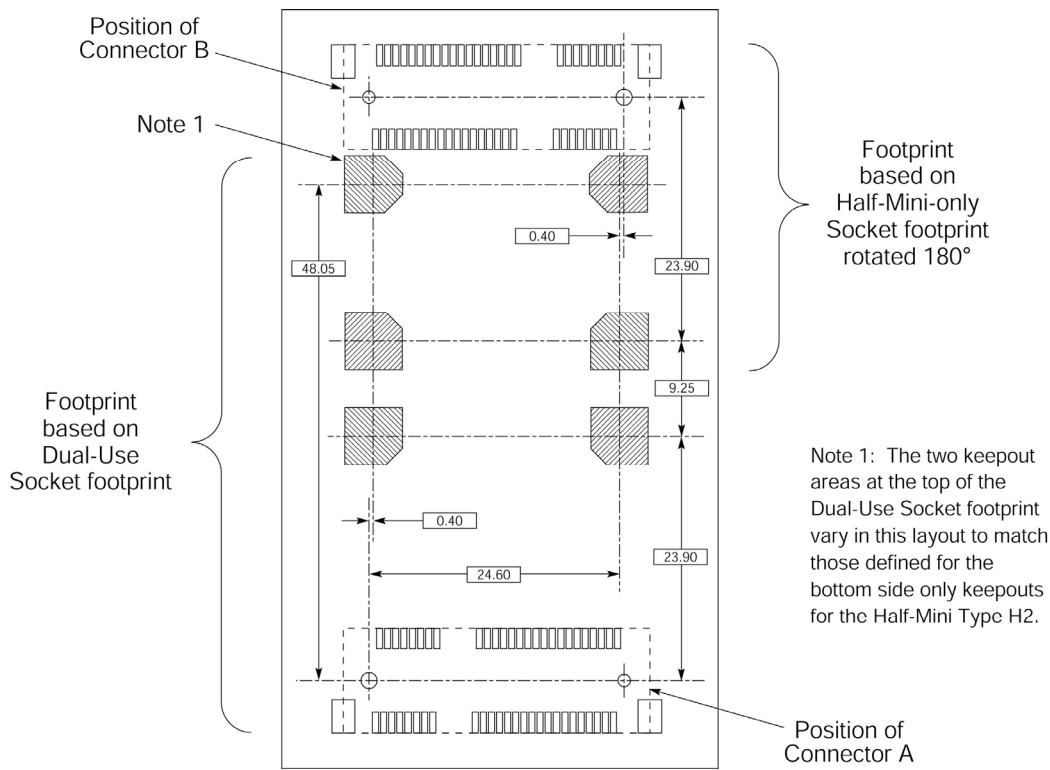 Position of
Connector B
Note 1
Footprint
based on
Half-Mini-only
Socket footprint
rotated 180°
0.40
48.05
23.90
9.25
Footprint
based on
Dual-Use
Socket footprint
Note 1: The two keepout
areas at the top of the
Dual-Use Socket footprint
vary in this layout to match
those defined for the
bottom side only keepouts
for the Half-Mini Type H2.
0.40
23.90
24.60
Position of
Connector A